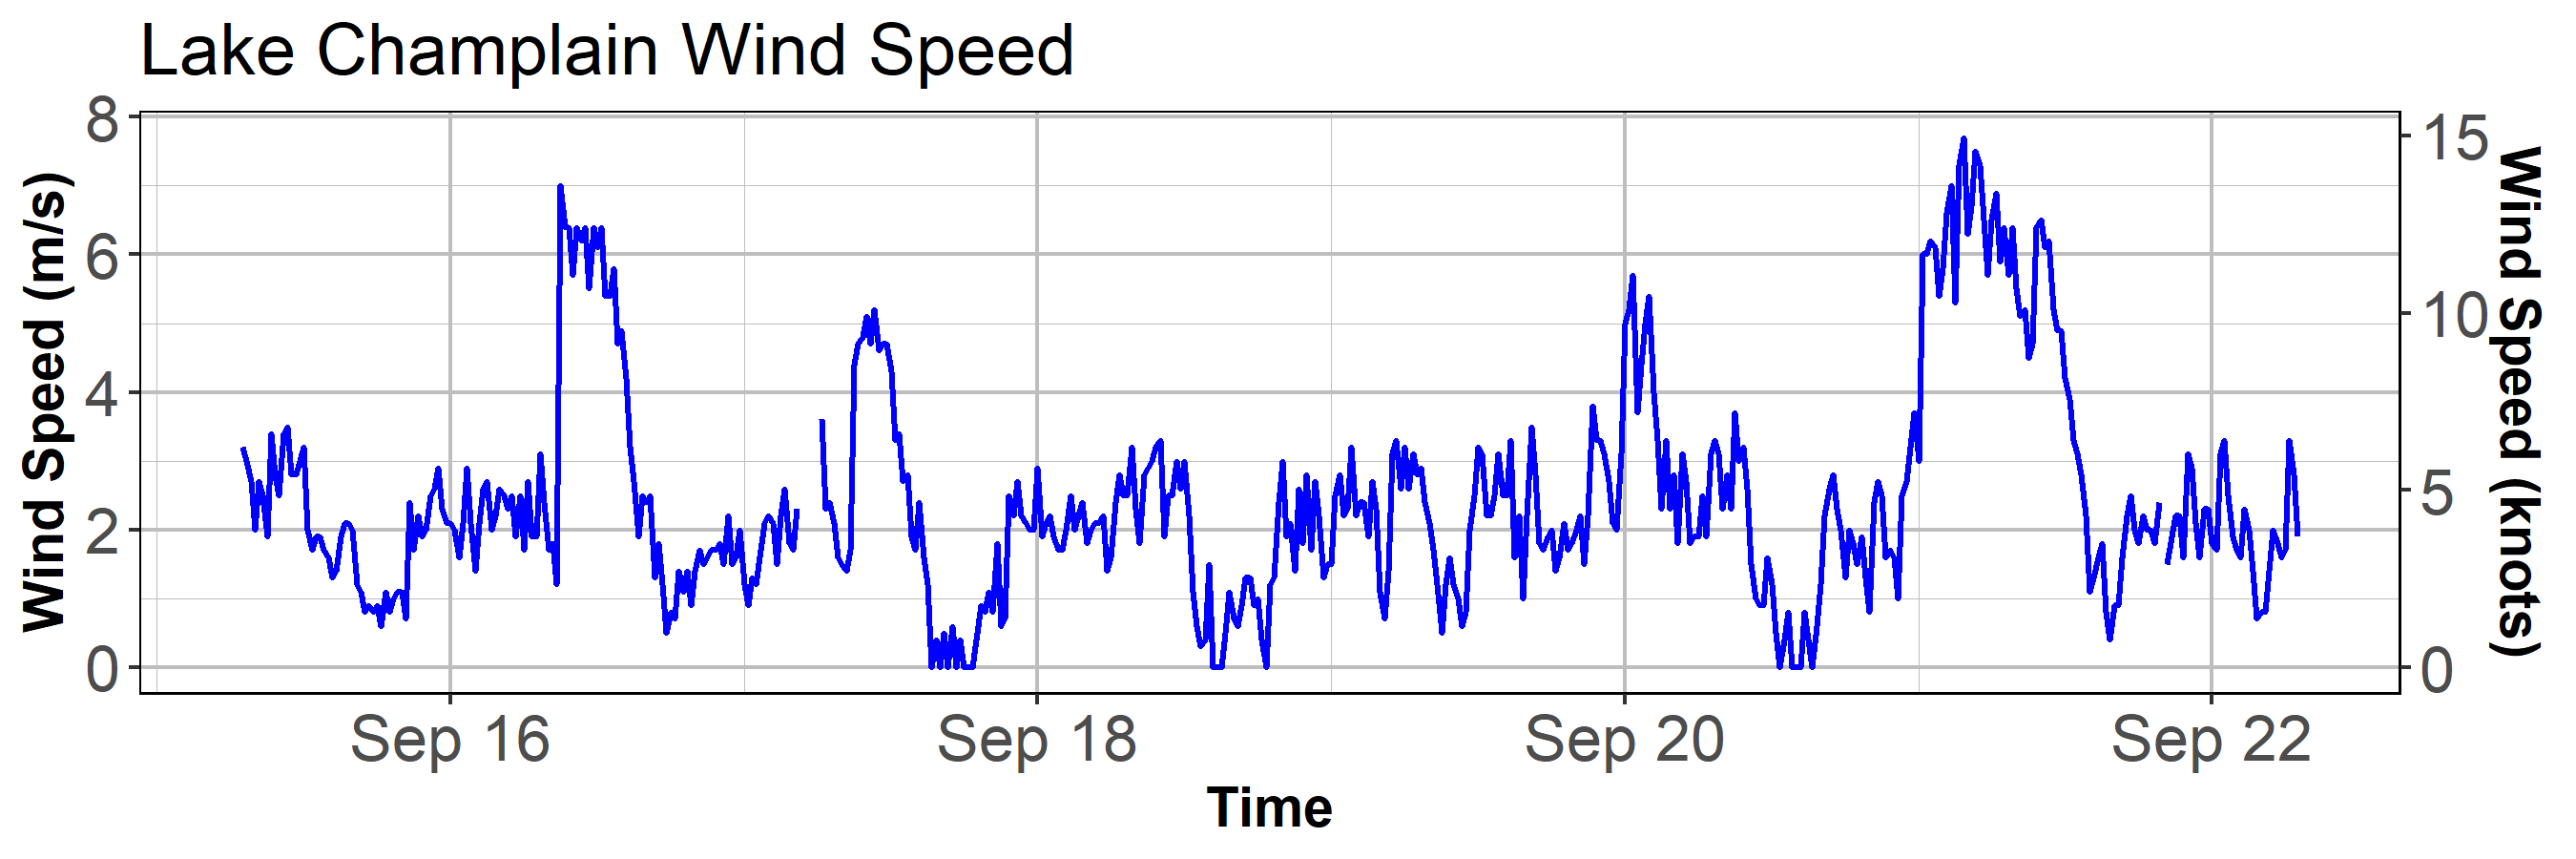 Lake Champlain Wind Speed
Wind Speed (m/s)
8
6
4
2
0
15
10
5
0
Wind Speed (knots)
Sep 16
Sep 18
Sep 20
Sep 22
Time